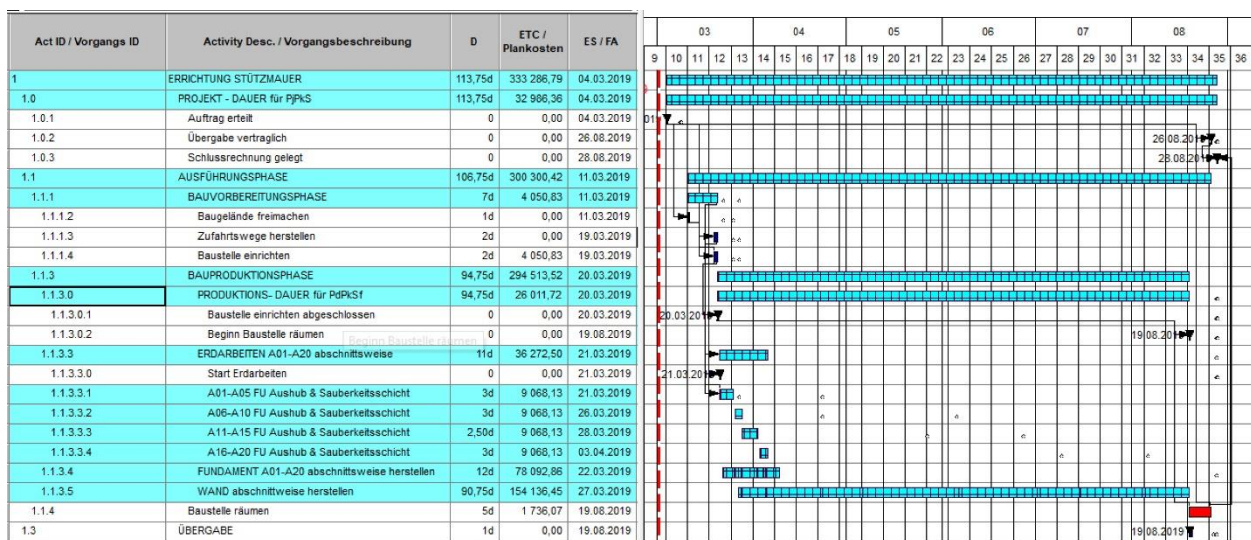 Act ID / Vorgangs ID Activity Desc. / Vorgangsbeschreibung D ETC / Plankosten ES / FA
03 04 05 06 07 08
9 10 11 12 13 14 15 16 17 18 19 20 21 22 23 24 25 26 27 28 29 30 31 32 33 34 35 36
1 ERRICHTUNG STÜTZMAUER 113,75d 333 286,79 04.03.2019
1.0 PROJEKT - DAUER für PjPkS 113,75d 32 986,36 04.03.2019
1.0.1 Auftrag erteilt 0 0,00 04.03.2019
1.0.2 Übergabe vertraglich 0 0,00 26.08.2019 26.08.201
1.0.3 Schlussrechnung gelegt 0 0,00 28.08.2019 28.08.201
1.1 AUSFÜHRUNGSPHASE 106,75d 300 300,42 11.03.2019
1.1.1 BAUVORBEREITUNGSPHASE 7d 4 050,83 11.03.2019
1.1.1.2 Baugelände freimachen 1d 0,00 11.03.2019
1.1.1.3 Zufahrtswege herstellen 2d 0,00 19.03.2019
1.1.1.4 Baustelle einrichten 2d 4 050,83 19.03.2019
1.1.3 BAUPRODUKTIONSPHASE 94,75d 294 513,52 20.03.2019
1.1.3.0 PRODUKTIONS- DAUER für PdPkSf 94,75d 26 011,72 20.03.2019
1.1.3.0.1 Baustelle einrichten abgeschlossen 0 0,00 20.03.2019 20.03.20
1.1.3.0.2 Beginn Baustelle räumen 0 0,00 19.08.2019 19.08.201
Beginn Baustelle räumen
1.1.3.3 ERDARBEITEN A01-A20 abschnittsweise 11d 36 272,50 21.03.2019
1.1.3.3.0 Start Erdarbeiten 0 0,00 21.03.2019 21.03.20
1.1.3.3.1 A01-A05 FU Aushub & Sauberkeitsschicht 3d 9 068,13 21.03.2019
1.1.3.3.2 A06-A10 FU Aushub & Sauberkeitsschicht 3d 9 068,13 26.03.2019
1.1.3.3.3 A11-A15 FU Aushub & Sauberkeitsschicht 2,50d 9 068,13 28.03.2019
1.1.3.3.4 A16-A20 FU Aushub & Sauberkeitsschicht 3d 9 068,13 03.04.2019
1.1.3.4 FUNDAMENT A01-A20 abschnittsweise herstellen 12d 78 092,86 22.03.2019
1.1.3.5 WAND abschnittweise herstellen 90,75d 154 136,45 27.03.2019
1.1.4 Baustelle räumen 5d 1 736,07 19.08.2019
1.3 ÜBERGABE 1d 0,00 19.08.2019 19.08.2019